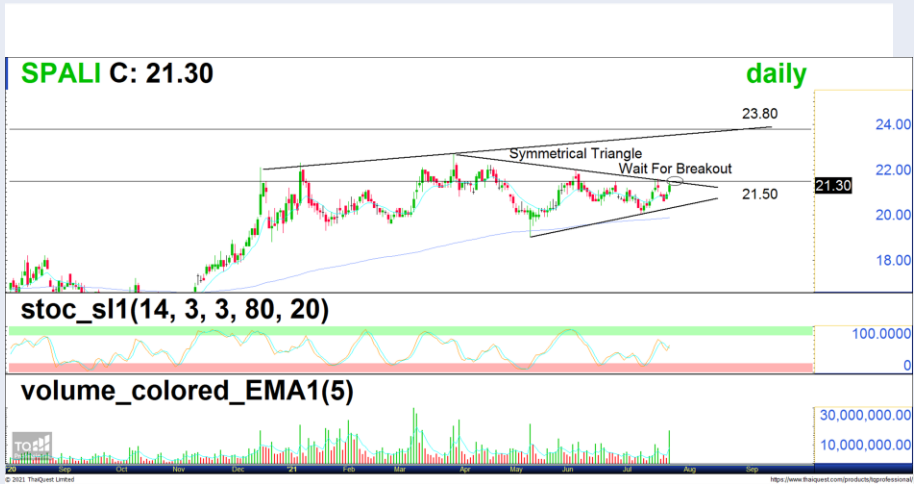 SPALI C: 21.30
daily
23.80
24.00
Symmetrical Triangle
Wait For Breakout
22.00
21.30
21.50
20.00
18.00
stoc_sl1(14, 3, 3, 80, 20)
100.0000
0
volume_colored_EMA1(5)
30,000,000.00
10,000,000.00
'20 Sep Oct Nov Dec '21 Feb Mar Apr May Jun Jul Aug Sep
© 2021 ThaiQuest Limited
https://www.thaiquest.com/products/tqprofessional/